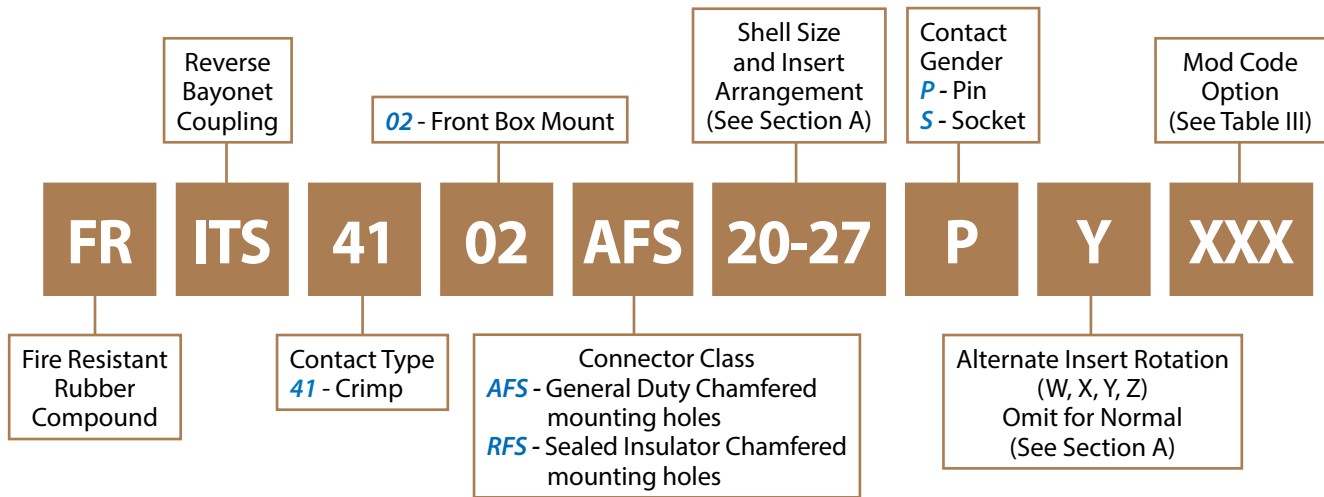 Reverse
Bayonet
Coupling
02 - Front Box Mount
Shell Size
and Insert
Arrangement
(See Section A)
Contact
Gender
P - Pin
S - Socket
Mod Code
Option
(See Table III)
FR ITS 41 02 AFS 20-27 P Y XXX
Fire Resistant
Rubber
Compound
Contact Type
41 - Crimp
Connector Class
AFS - General Duty Chamfered
mounting holes
RFS - Sealed Insulator Chamfered
mounting holes
Alternate Insert Rotation
(W, X, Y, Z)
Omit for Normal
(See Section A)